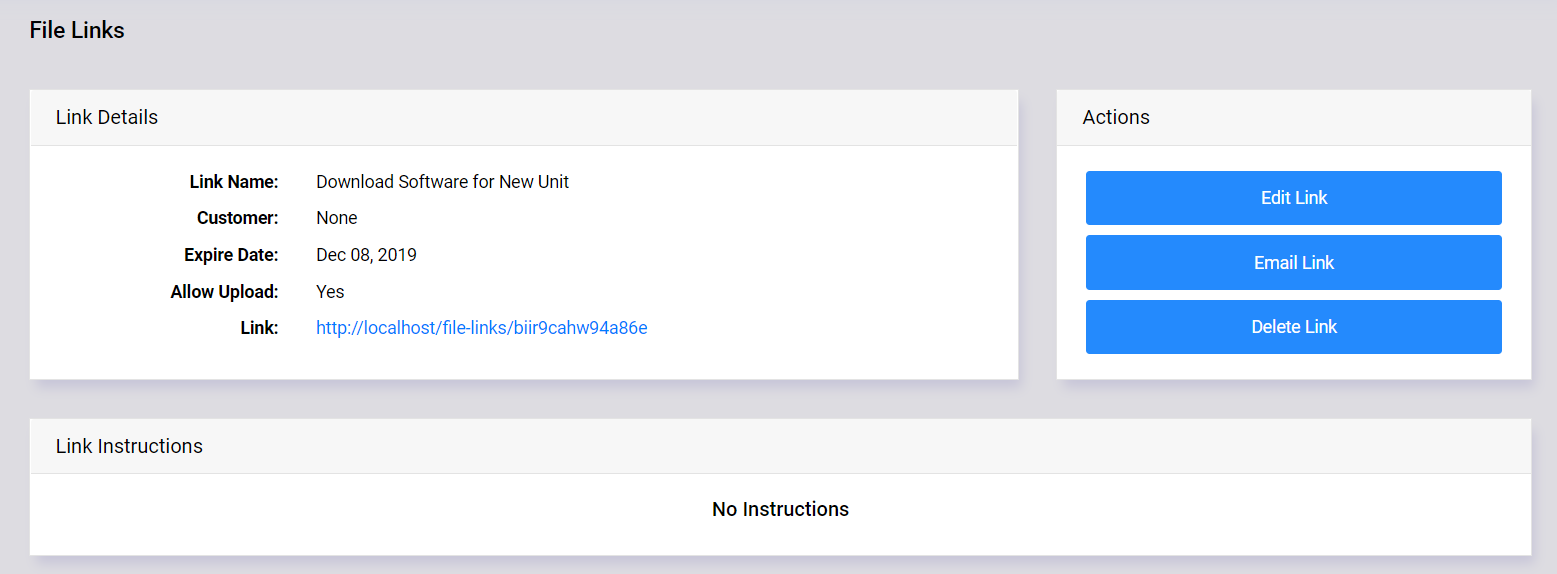 File Links
Link Details
Link Name: Download Software for New Unit
Customer: None
Expire Date: Dec 08, 2019
Allow Upload: Yes
Link: http://localhost/file-links/biir9cahw94a86e
Actions
Edit Link
Email Link
Delete Link
Link Instructions
No Instructions